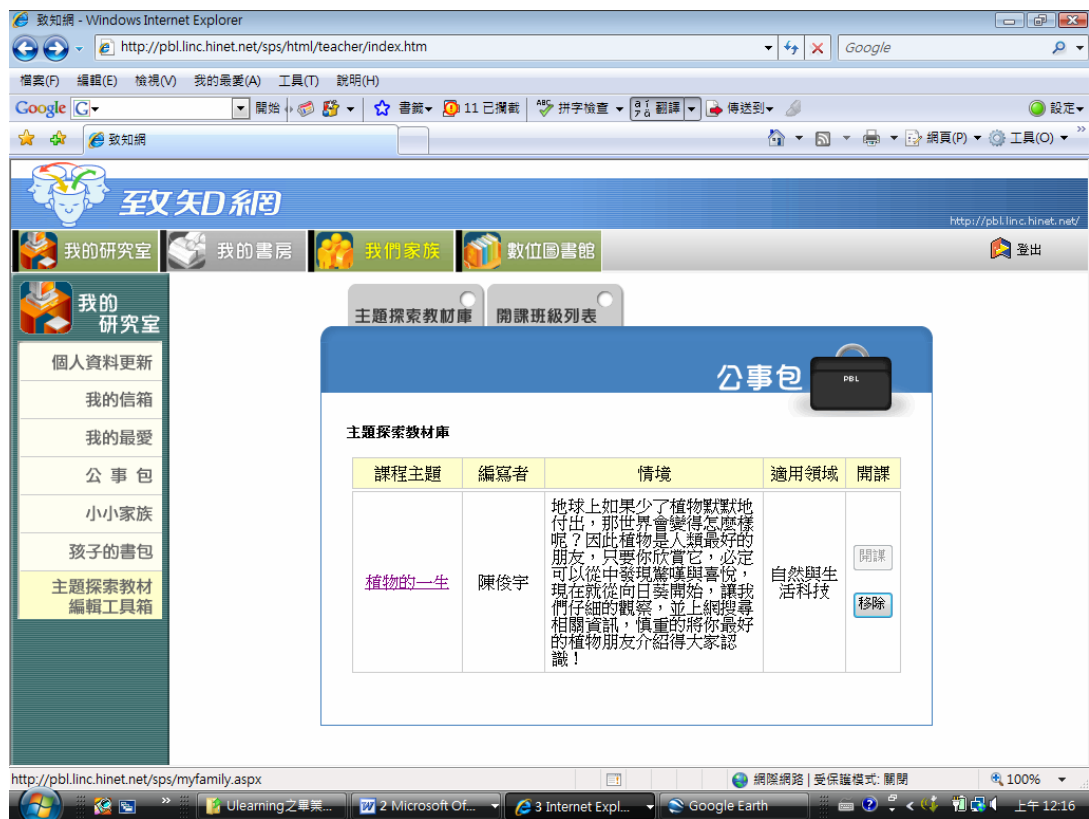 致知網 - Windows Internet Explorer
http://pbl.linc.hinet.net/sps/html/teacher/index.htm
Google
檔案(F) 編輯(E) 檢視(V) 我的最愛(A) 工具(T) 說明(H)
Google G 開始 書籤 11 已攔截 拼字檢查 翻譯 傳送到 設定
致知網 網頁(P) 工具(O)
致知網
http://pbl.linc.hinet.net/
我的研究室 我的書房 我們家族 數位圖書館 登出
我的
研究室
個人資料更新
我的信箱
我的最愛
公 事 包
小小家族
孩子的書包
主題探索教材
編輯工具箱
主題探索教材庫 開課班級列表
公事包 PBL
主題探索教材庫
課程主題 編寫者 情境 適用領域 開課
植物的一生
陳俊宇
地球上如果少了植物默默地
付出，那世界會變得怎麼樣
呢？因此植物是人類最好的
朋友，只要你欣賞它，必定
可以從中發現驚嘆與喜悅，
現在就從向日葵開始，讓我
們仔細的觀察，並上網搜尋
相關資訊，慎重的將你最好
的植物朋友介紹得大家認
識！
自然與生
活科技
開課
移除
http://pbl.linc.hinet.net/sps/myfamily.aspx 網際網路 | 受保護模式: 關閉 100%
Ulearning之畢業... 2 Microsoft Of... 3 Internet Expl... Google Earth 上午 12:16